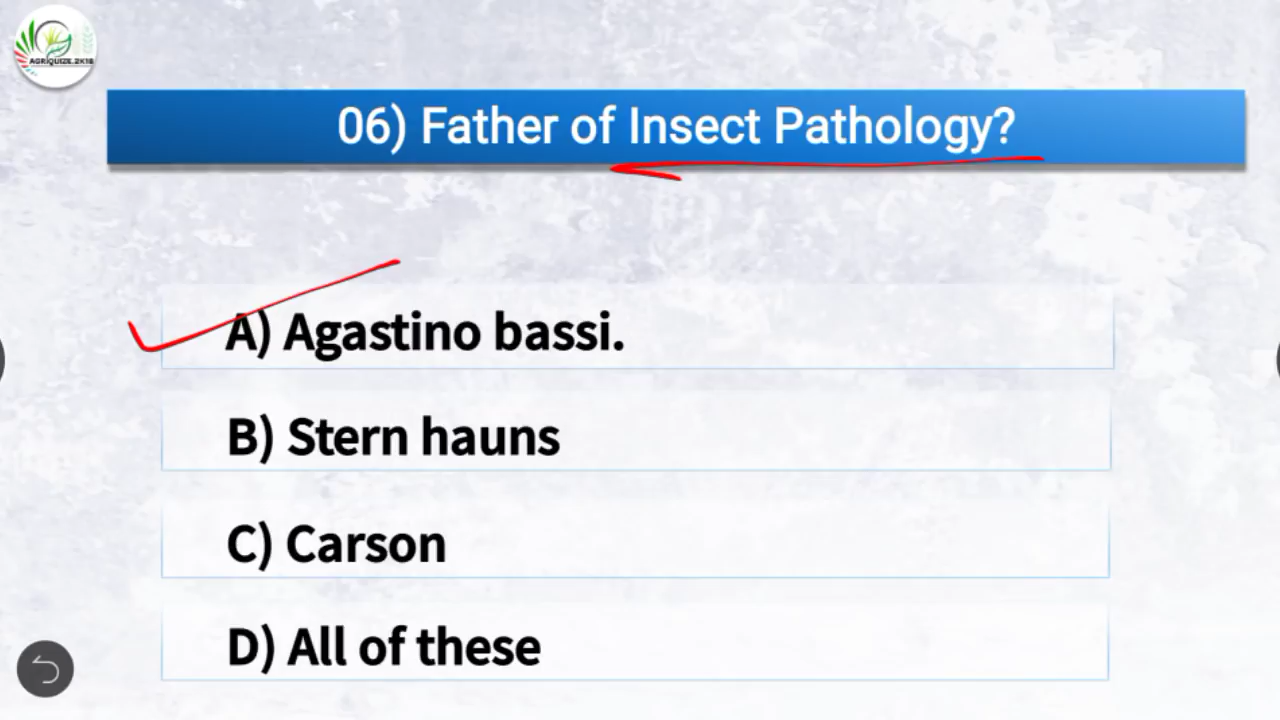 AGRIQUIZE.2K18
06) Father of Insect Pathology?
A) Agastino bassi.
B) Stern hauns
C) Carson
D) All of these